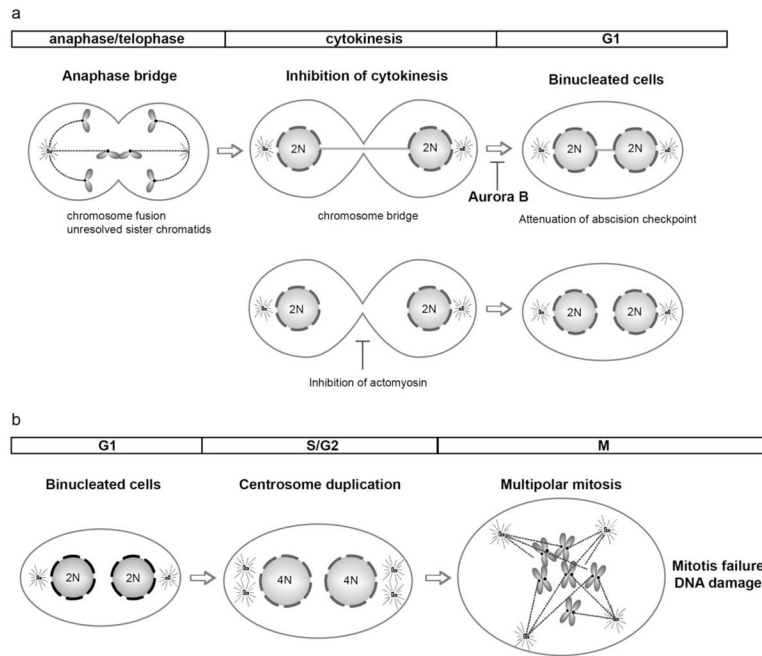 a
anaphase/telophase cytokinesis G1
Anaphase bridge Inhibition of cytokinesis Binucleated cells
2N 2N 2N 2N
Aurora B
chromosome fusion
unresolved sister chromatids
chromosome bridge
Attenuation of abscision checkpoint
2N 2N 2N 2N
Inhibition of actomyosin
b
G1 S/G2 M
Binucleated cells Centrosome duplication Multipolar mitosis
2N 2N 4N 4N
Mitotis failure
DNA damage